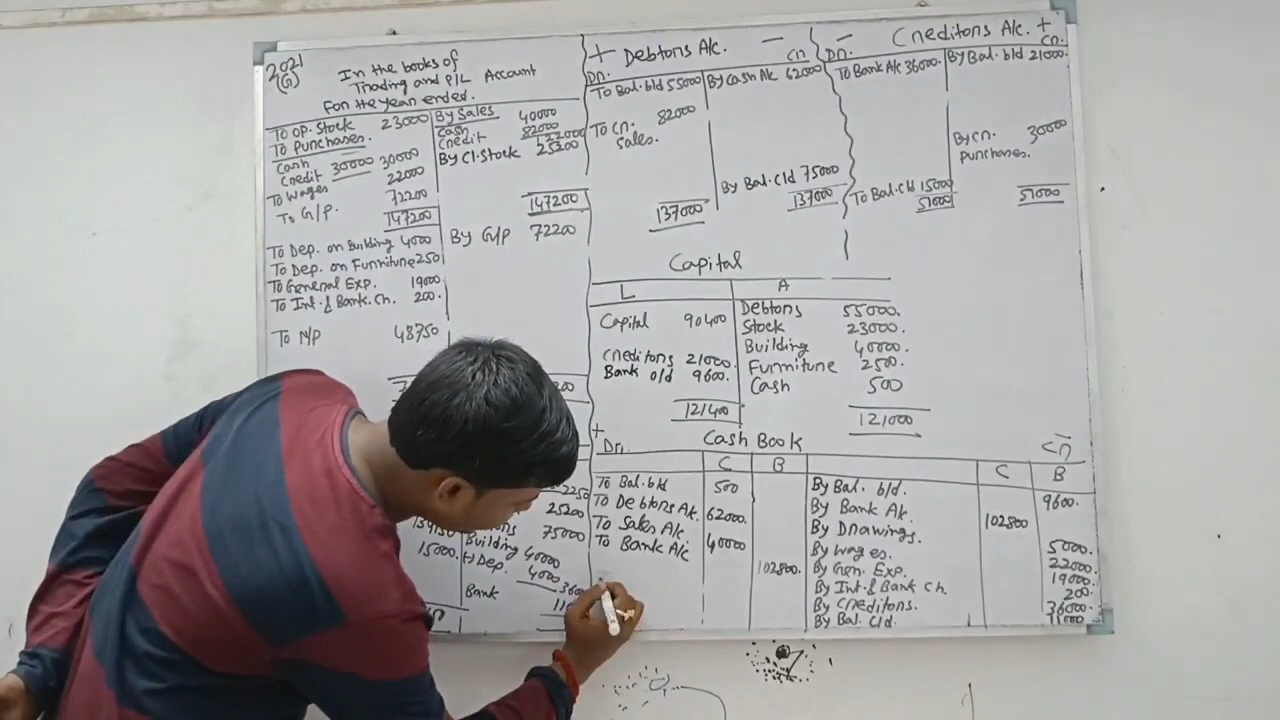 2021
(G)
In the books of
Trading and P/L Account
For the year ended.
To OP. Stock 23000
To Punchases.
Cash 30000
Credit 30000 30000
To Wages 22000
To G/P. 72200
147200
To Dep. on Building 4000
To Dep. on Furniture 250
To General Exp. 19000
To Int. & Bank. Ch. 200.
To N/P 48750
By Sales 40000
Cash 82000
Credit 122000
By Cl. Stock 25200
147200
By G/P 72200
+ Debtors A/c. -
Dr. Cr
To Bal. b/d 55000
To Cr. 82000
Sales.
137000
By Cash A/c 62000
By Bal. C/d 75000
137000
- Creditors A/c. +
Dr. Cr.
To Bank A/c 36000.
To Bal. C/d 15000
51000
By Bal. b/d 21000.
By Cr. 30000
Purchases.
51000
Capital
L A
Capital 90400
Creditors 21000.
Bank o/d 9600.
121400
Debtors 55000.
Stock 23000.
Building 40000.
Furniture 2500.
Cash 500
121000
2250
25200
75000
15000.
Building 40000
(-) Dep. 4000
Bank
+
Dr. Cash Book Cr
C B C B
To Bal. b/d 500
To Debtors A/c. 62000.
To Sales A/c. 40000
To Bank A/c
102800.
By Bal. b/d. 9600.
By Bank A/c. 102800
By Drawings. 5000.
By Wages. 22000
By Gen. Exp. 19000
By Int. & Bank Ch. 200
By Creditors. 36000
By Bal. C/d. 11000